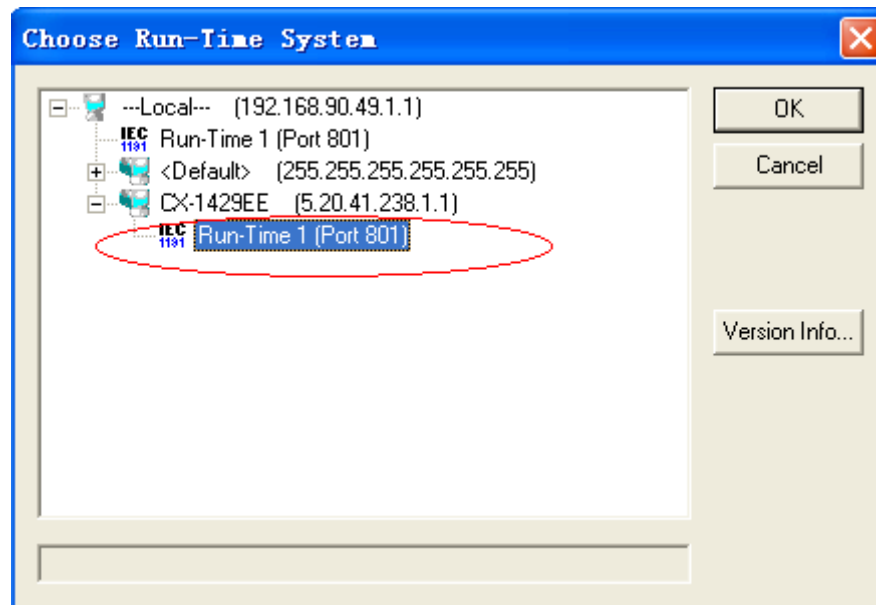 Choose Run-Time System
---Local--- (192.168.90.49.1.1)
IEC 1131 Run-Time 1 (Port 801)
<Default> (255.255.255.255.255.255)
CX-1429EE (5.20.41.238.1.1)
IEC 1131 Run-Time 1 (Port 801)
OK
Cancel
Version Info...